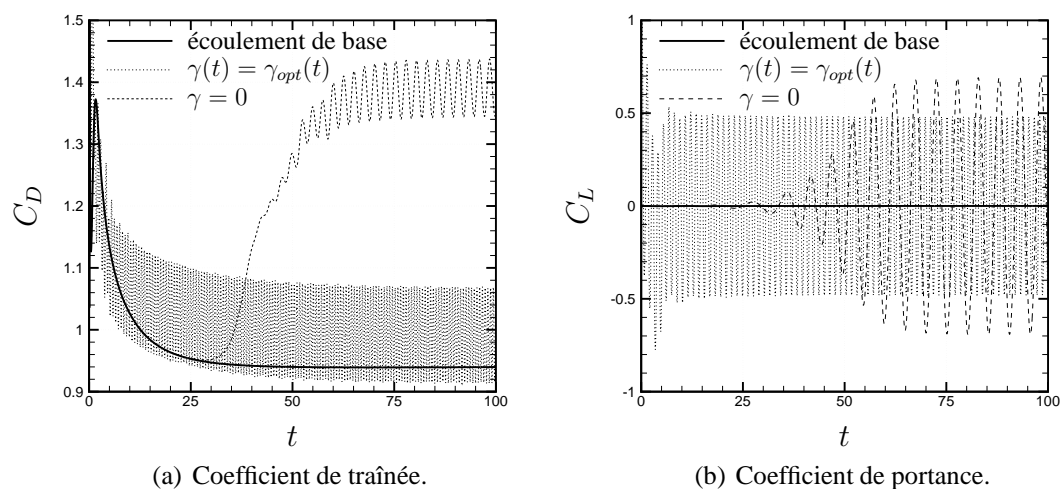 C_D
1.5
1.4
1.3
1.2
1.1
1
0.9
0
25
50
75
100
t
écoulement de base
γ(t) = γ_opt(t)
γ = 0
(a) Coefficient de traînée.
C_L
1
0.5
0
-0.5
-1
0
25
50
75
100
t
écoulement de base
γ(t) = γ_opt(t)
γ = 0
(b) Coefficient de portance.